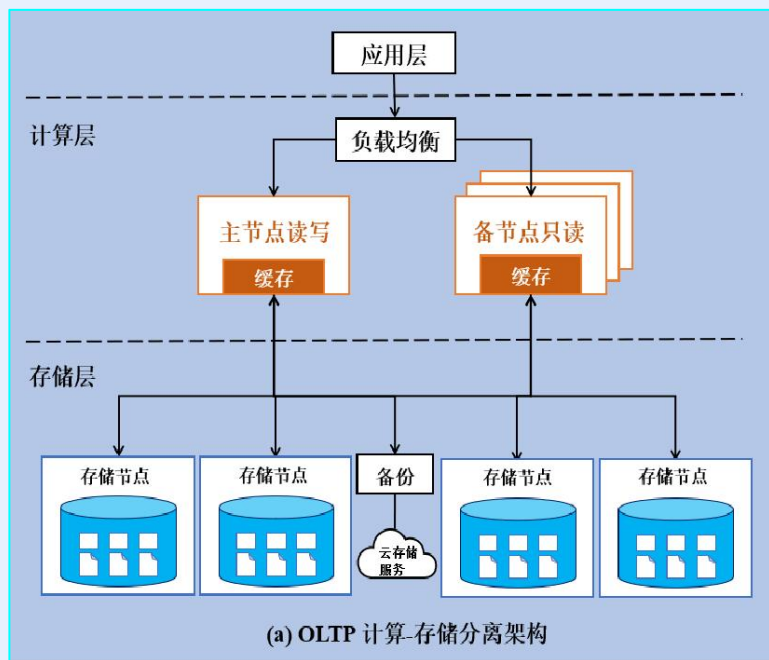 应用层
计算层
负载均衡
主节点读写
缓存
备节点只读
缓存
存储层
存储节点
存储节点
备份
存储节点
存储节点
云存储
服务
(a) OLTP 计算-存储分离架构